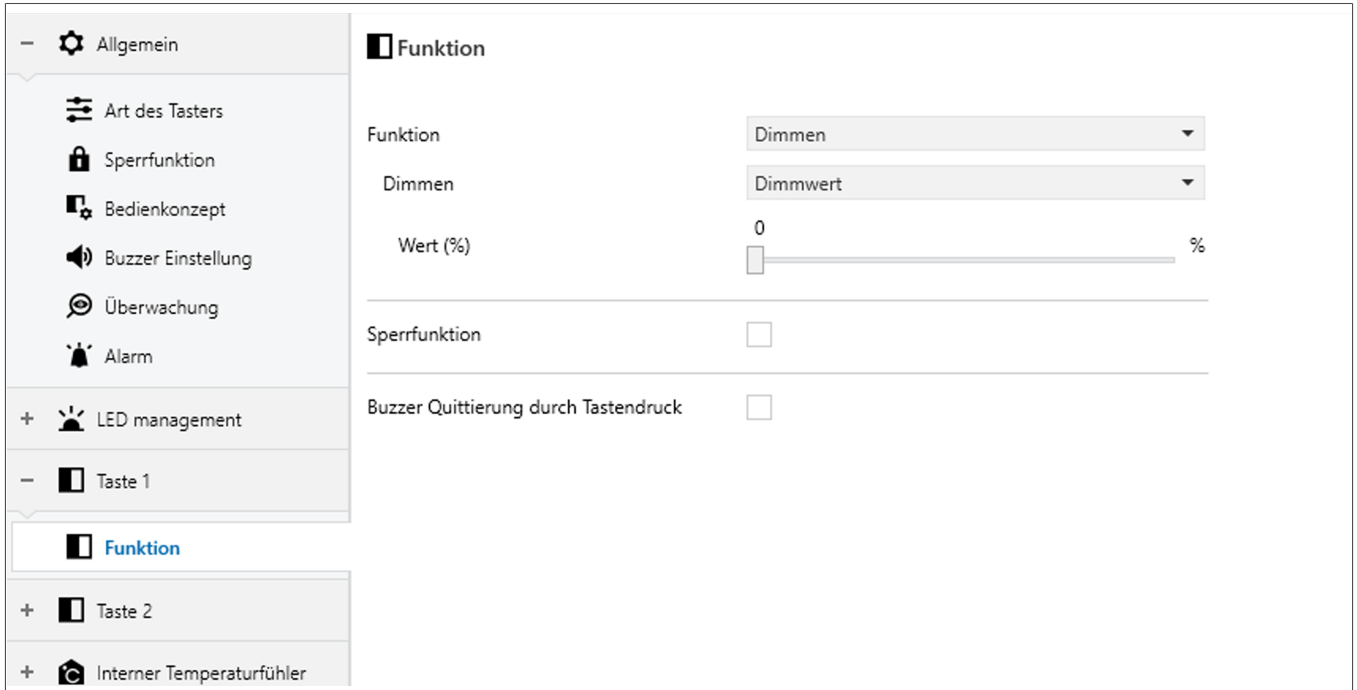 Allgemein
Art des Tasters
Sperrfunktion
Bedienkonzept
Buzzer Einstellung
Überwachung
Alarm
LED management
Taste 1
Funktion
Taste 2
Interner Temperaturfühler
Funktion
Funktion Dimmen
Dimmen Dimmwert
0
Wert (%) %
Sperrfunktion
Buzzer Quittierung durch Tastendruck